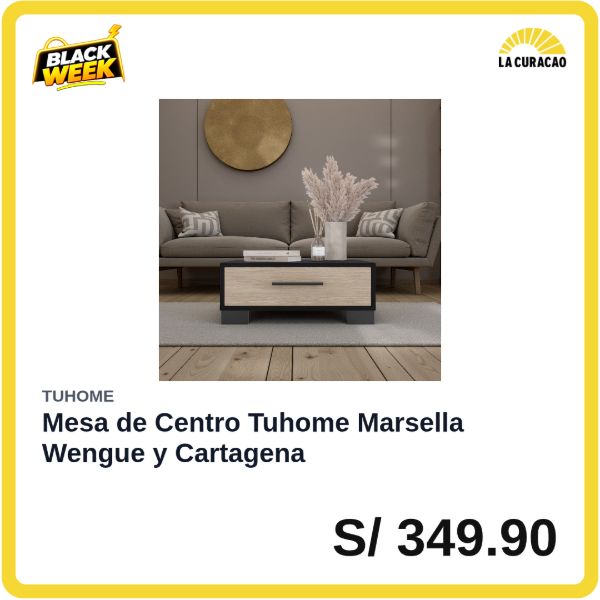 BLACK
WEEK
LA CURACAO
TUHOME
Mesa de Centro Tuhome Marsella
Wengue y Cartagena
S/ 349.90